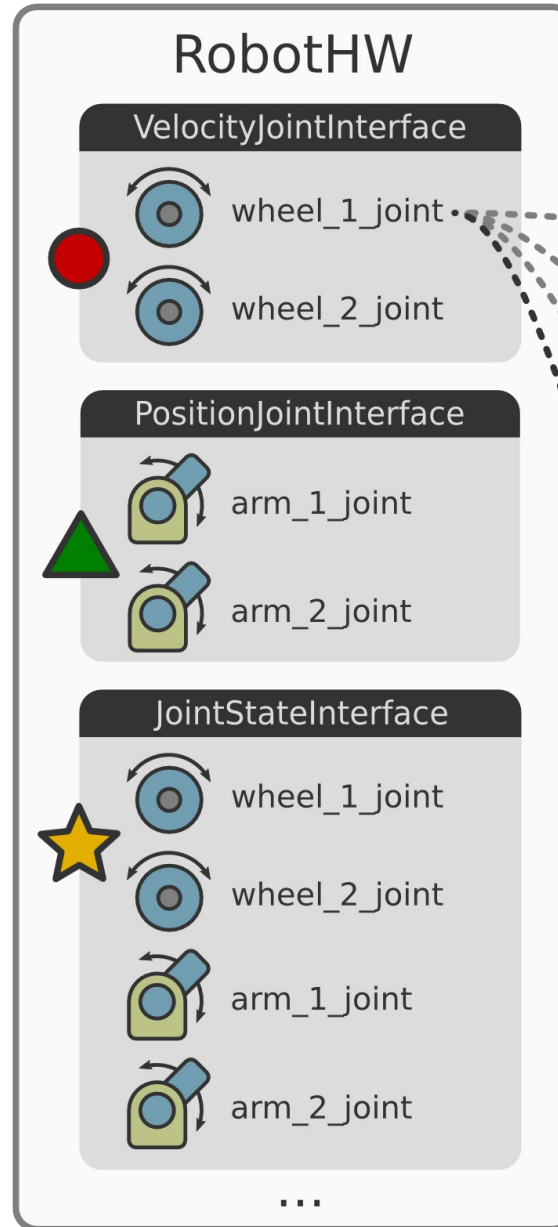 RobotHW
VelocityJointInterface
wheel_1_joint
wheel_2_joint
PositionJointInterface
arm_1_joint
arm_2_joint
JointStateInterface
wheel_1_joint
wheel_2_joint
arm_1_joint
arm_2_joint
...